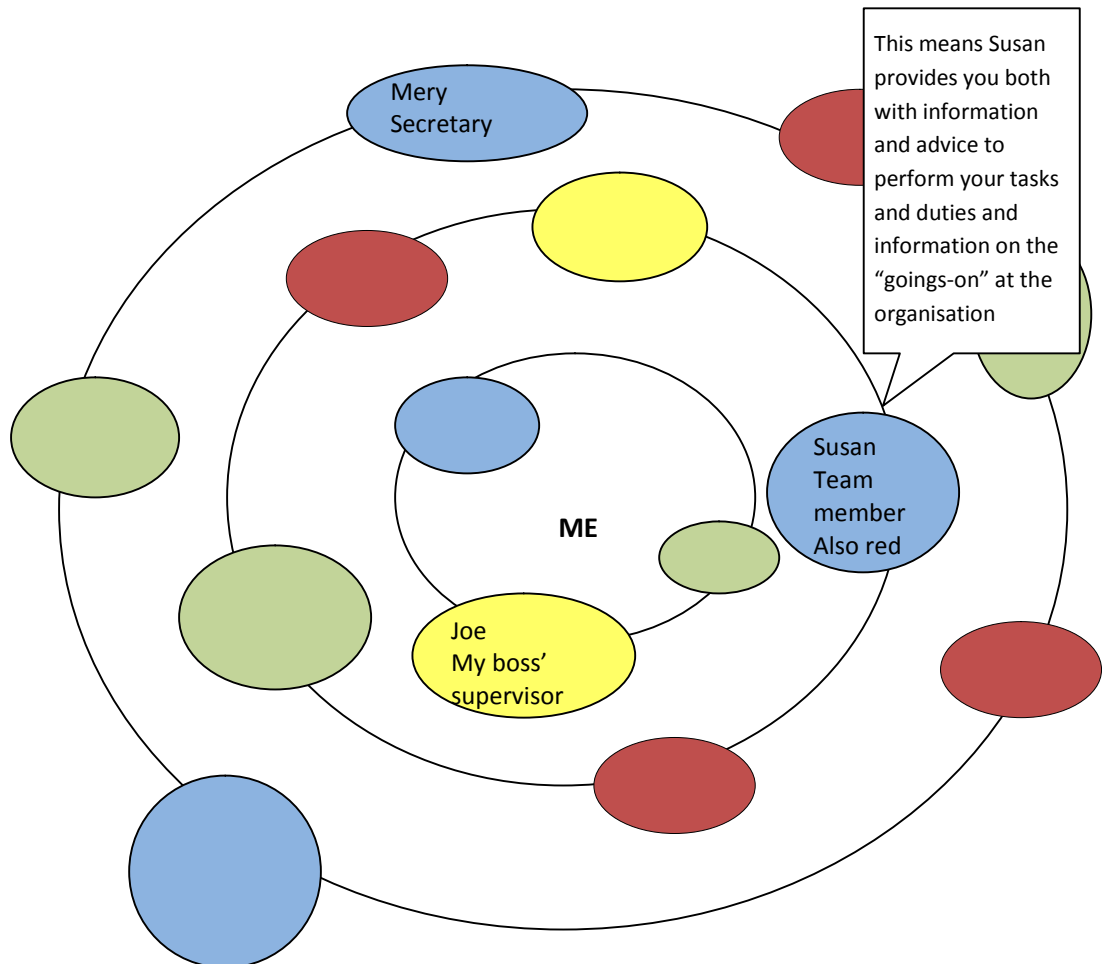 This means Susan
provides you both
with information
and advice to
perform your tasks
and duties and
information on the
“goings-on” at the
organisation
Mery
Secretary
Susan
Team
member
Also red
ME
Joe
My boss’
supervisor